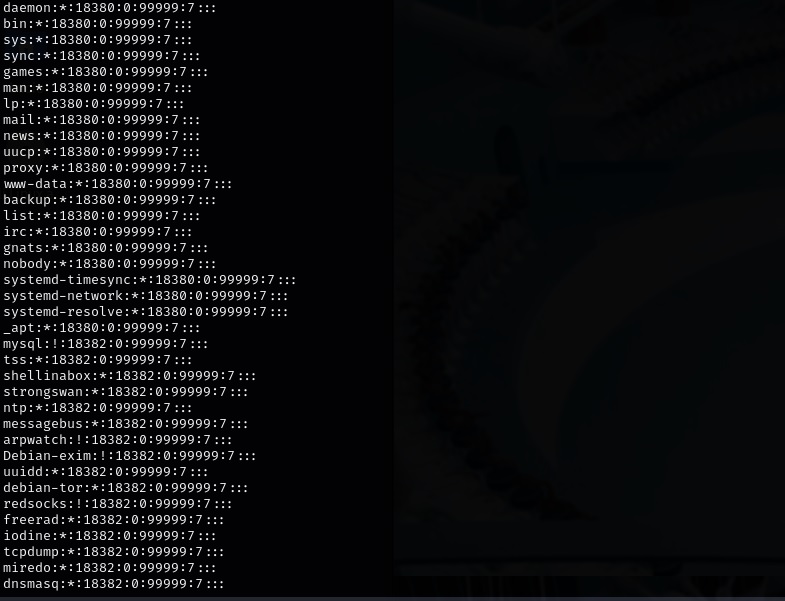 daemon:*:18380:0:99999:7:::
bin:*:18380:0:99999:7:::
sys:*:18380:0:99999:7:::
sync:*:18380:0:99999:7:::
games:*:18380:0:99999:7:::
man:*:18380:0:99999:7:::
lp:*:18380:0:99999:7:::
mail:*:18380:0:99999:7:::
news:*:18380:0:99999:7:::
uucp:*:18380:0:99999:7:::
proxy:*:18380:0:99999:7:::
www-data:*:18380:0:99999:7:::
backup:*:18380:0:99999:7:::
list:*:18380:0:99999:7:::
irc:*:18380:0:99999:7:::
gnats:*:18380:0:99999:7:::
nobody:*:18380:0:99999:7:::
systemd-timesync:*:18380:0:99999:7:::
systemd-network:*:18380:0:99999:7:::
systemd-resolve:*:18380:0:99999:7:::
_apt:*:18380:0:99999:7:::
mysql:!:18382:0:99999:7:::
tss:*:18382:0:99999:7:::
shellinabox:*:18382:0:99999:7:::
strongswan:*:18382:0:99999:7:::
ntp:*:18382:0:99999:7:::
messagebus:*:18382:0:99999:7:::
arpwatch:!:18382:0:99999:7:::
Debian-exim:!:18382:0:99999:7:::
uuidd:*:18382:0:99999:7:::
debian-tor:*:18382:0:99999:7:::
redsocks:!:18382:0:99999:7:::
freerad:*:18382:0:99999:7:::
iodine:*:18382:0:99999:7:::
tcpdump:*:18382:0:99999:7:::
miredo:*:18382:0:99999:7:::
dnsmasq:*:18382:0:99999:7:::